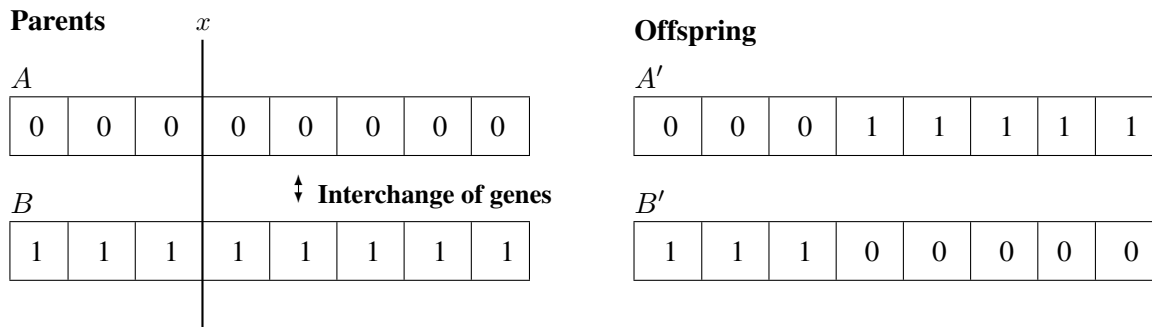 Parents
x
A
0 0 0 0 0 0 0 0
Interchange of genes
B
1 1 1 1 1 1 1 1
Offspring
A′
0 0 0 1 1 1 1 1
B′
1 1 1 0 0 0 0 0